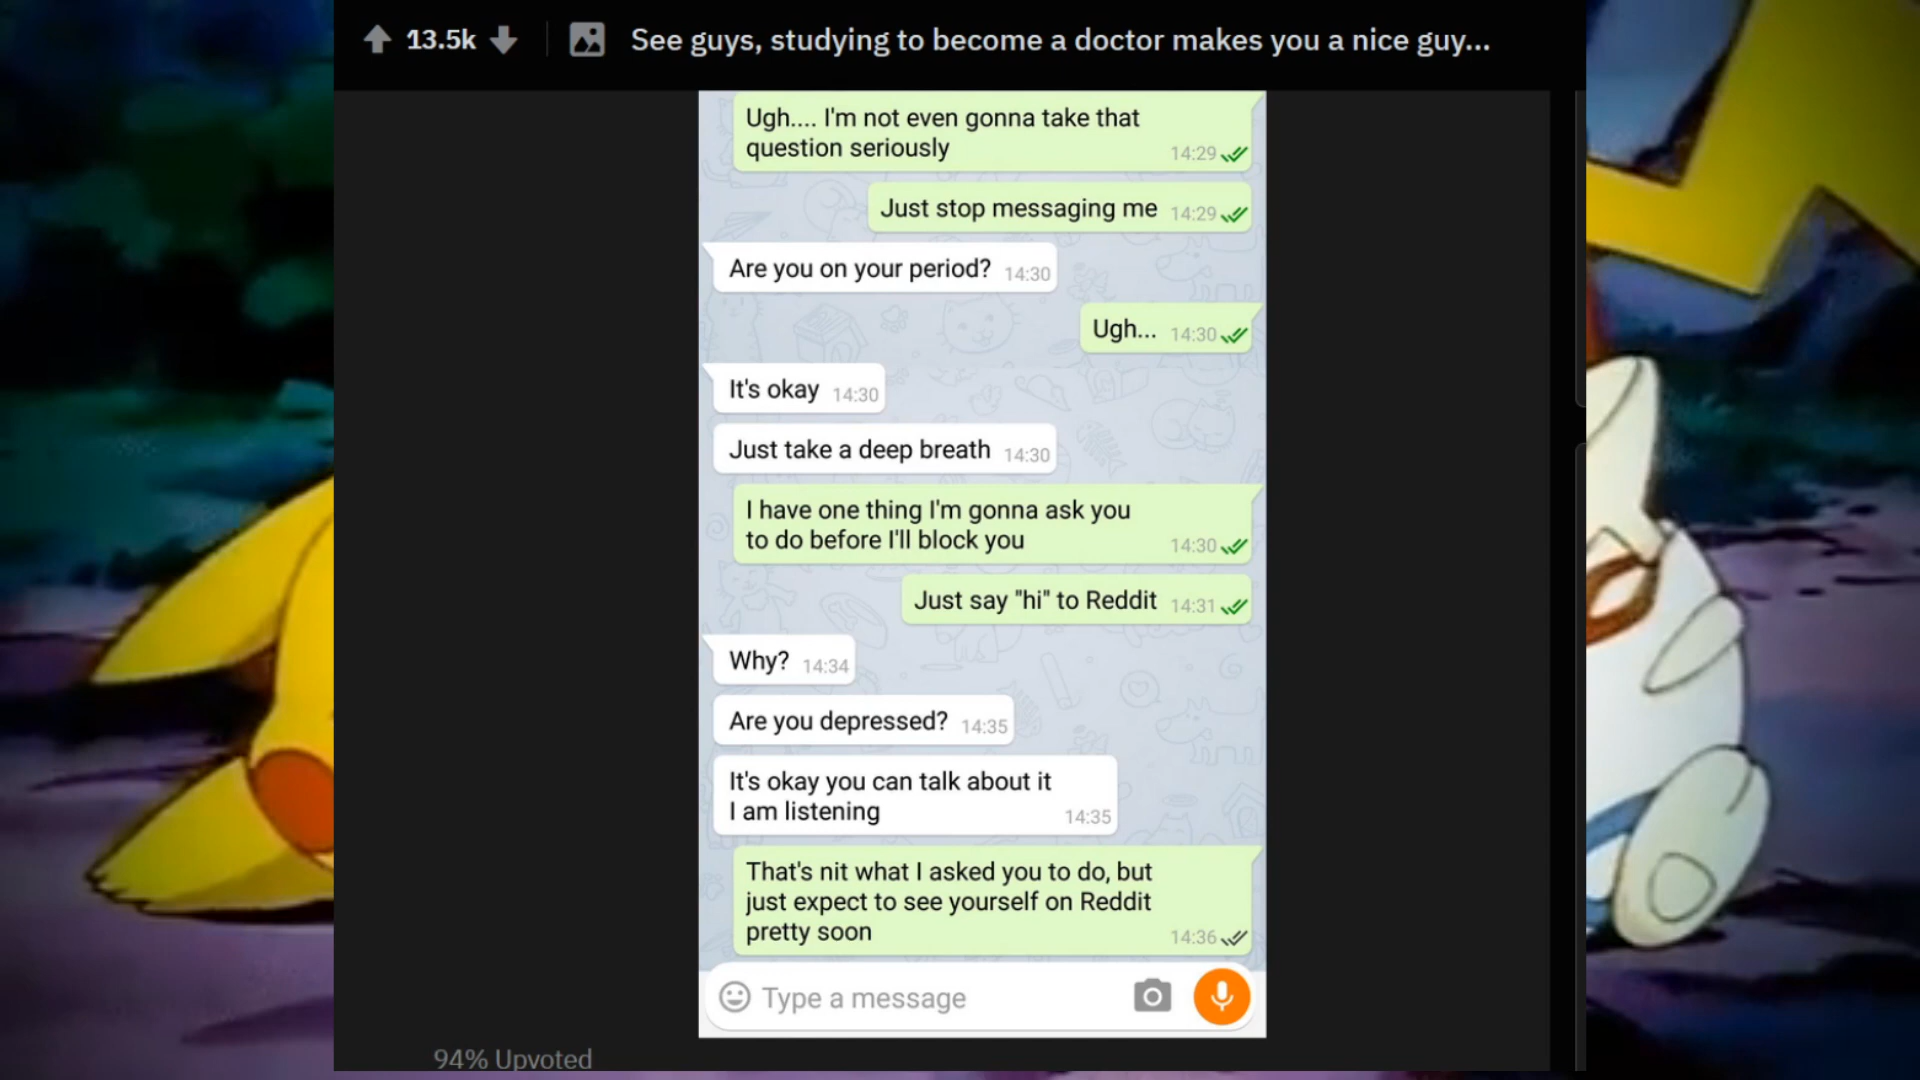 13.5k
See guys, studying to become a doctor makes you a nice guy...
Ugh.... I'm not even gonna take that
question seriously
14:29
Just stop messaging me 14:29
Are you on your period? 14:30
Ugh... 14:30
It's okay 14:30
Just take a deep breath 14:30
I have one thing I'm gonna ask you
to do before I'll block you
14:30
Just say "hi" to Reddit 14:31
Why? 14:34
Are you depressed? 14:35
It's okay you can talk about it
I am listening
14:35
That's nit what I asked you to do, but
just expect to see yourself on Reddit
pretty soon
14:36
Type a message
94% Upvoted